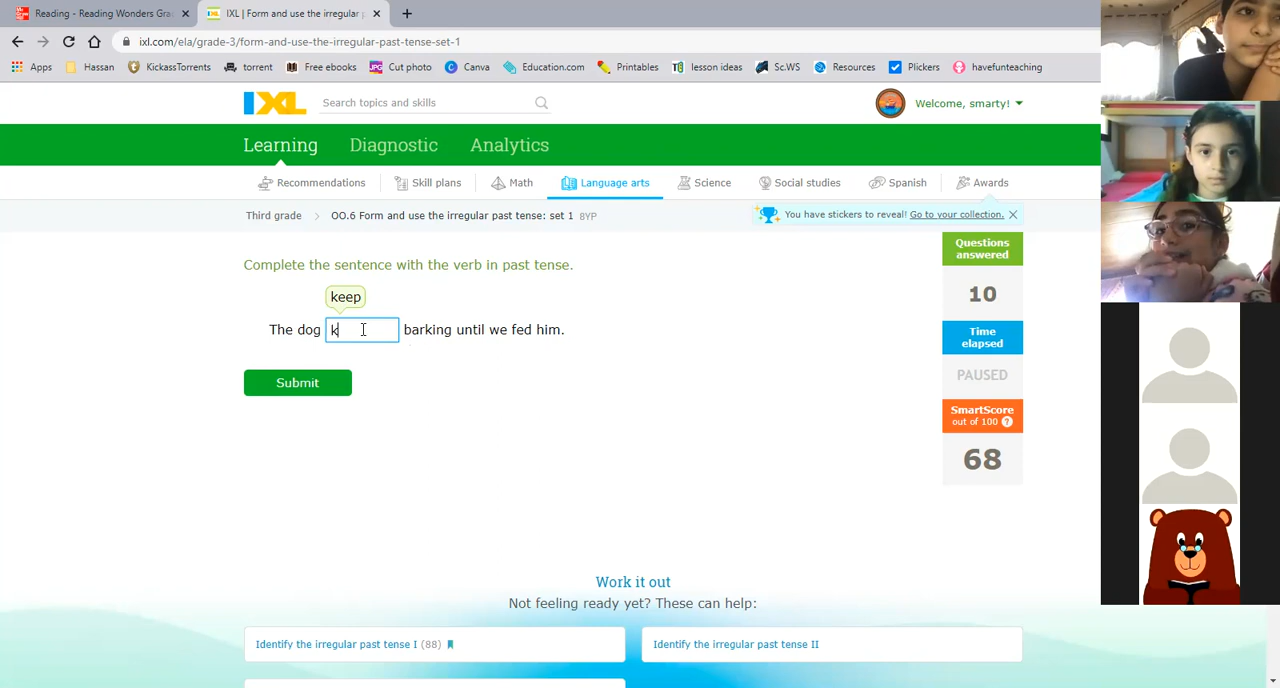 Reading - Reading Wonders Gra
IXL | Form and use the irregular p
ixl.com/ela/grade-3/form-and-use-the-irregular-past-tense-set-1
Apps Hassan KickassTorrents torrent Free ebooks Cut photo Canva Education.com Printables lesson ideas Sc.WS Resources Plickers havefunteaching
IXL Search topics and skills Welcome, smarty!
Learning Diagnostic Analytics
Recommendations Skill plans Math Language arts Science Social studies Spanish Awards
Third grade > OO.6 Form and use the irregular past tense: set 1 8YP
You have stickers to reveal! Go to your collection.
Complete the sentence with the verb in past tense.
keep
The dog k barking until we fed him.
Submit
Questions
answered
10
Time
elapsed
PAUSED
SmartScore
out of 100 ?
68
Work it out
Not feeling ready yet? These can help:
Identify the irregular past tense I (88)
Identify the irregular past tense II